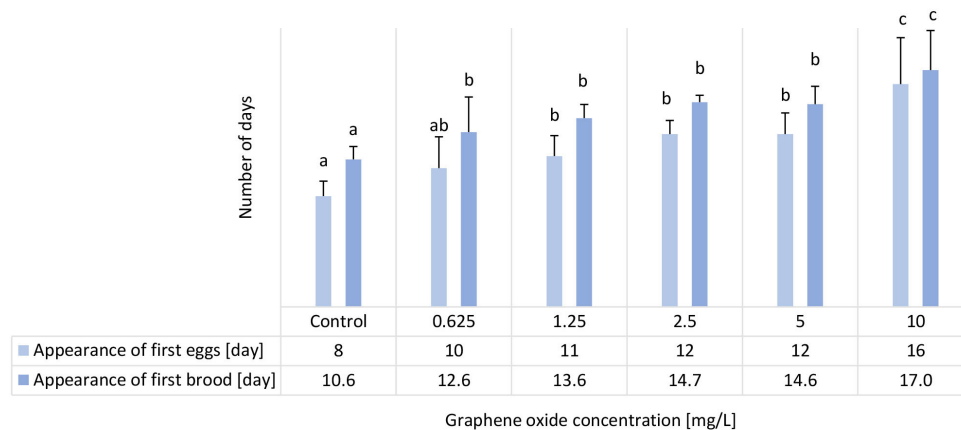 c c
b
b
b
b
b
b
b
ab
a
a
Number of days
Control 0.625 1.25 2.5 5 10
Appearance of first eggs [day] 8 10 11 12 12 16
Appearance of first brood [day] 10.6 12.6 13.6 14.7 14.6 17.0
Graphene oxide concentration [mg/L]